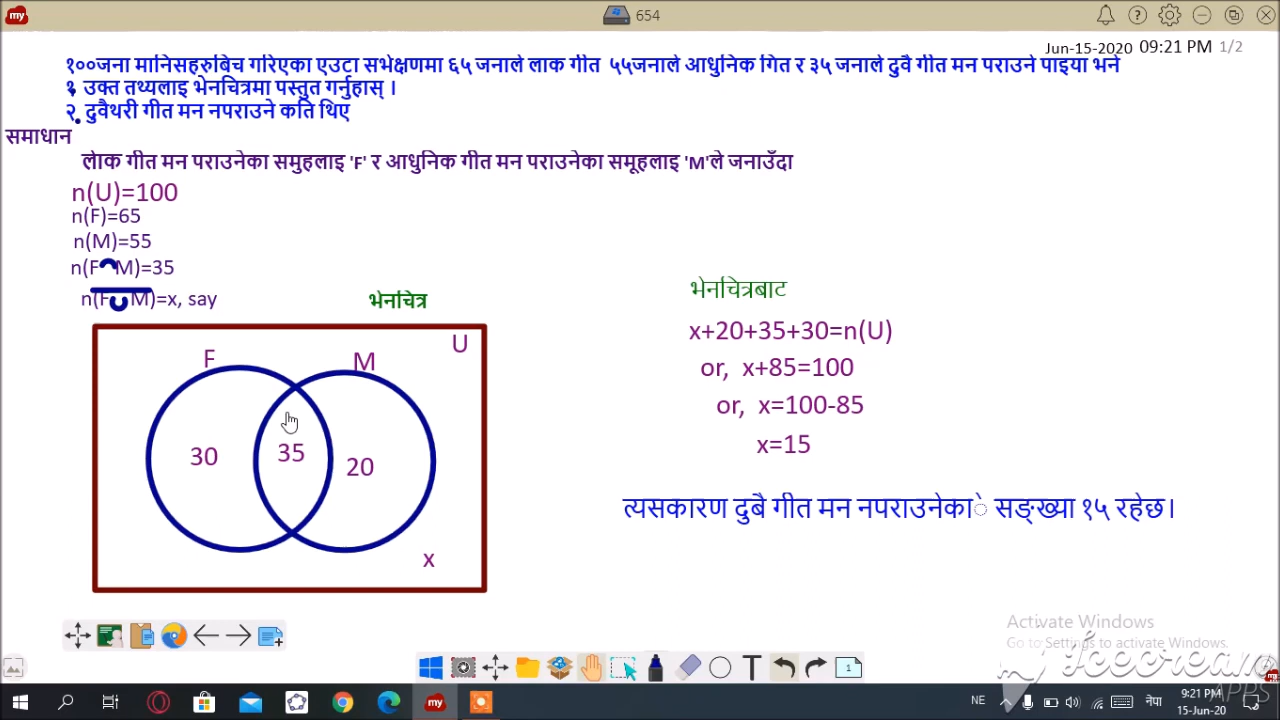 my
654
Jun-15-2020 09:21 PM 1/2
१००जना मानिसहरुबिच गरिएका एउटा सभेक्षणमा ६५ जनाले लाक गीत ५५जनाले आधुनिक गित र ३५ जनाले दुवै गीत मन पराउने पाइया भने
१ उक्त तथ्यलाइ भेनचित्रमा पस्तुत गर्नुहास् ।
२. दुवैथरी गीत मन नपराउने कति थिए
समाधान
लेाक गीत मन पराउनेका समुहलाइ 'F' र आधुनिक गीत मन पराउनेका समूहलाइ 'M'ले जनाउँदा
n(U)=100
n(F)=65
n(M)=55
n(F∩M)=35
n(F∪M)=x, say
भेनचित्र
U
F
M
30
35
20
x
भेनचित्रबाट
x+20+35+30=n(U)
or, x+85=100
or, x=100-85
x=15
त्यसकारण दुबै गीत मन नपराउनेकाे सङ्ख्या १५ रहेछ।
Activate Windows
Go to Settings to activate Windows.
Icecream
APPS
T
1
my
NE
नेपा
9:21 PM
15-Jun-20